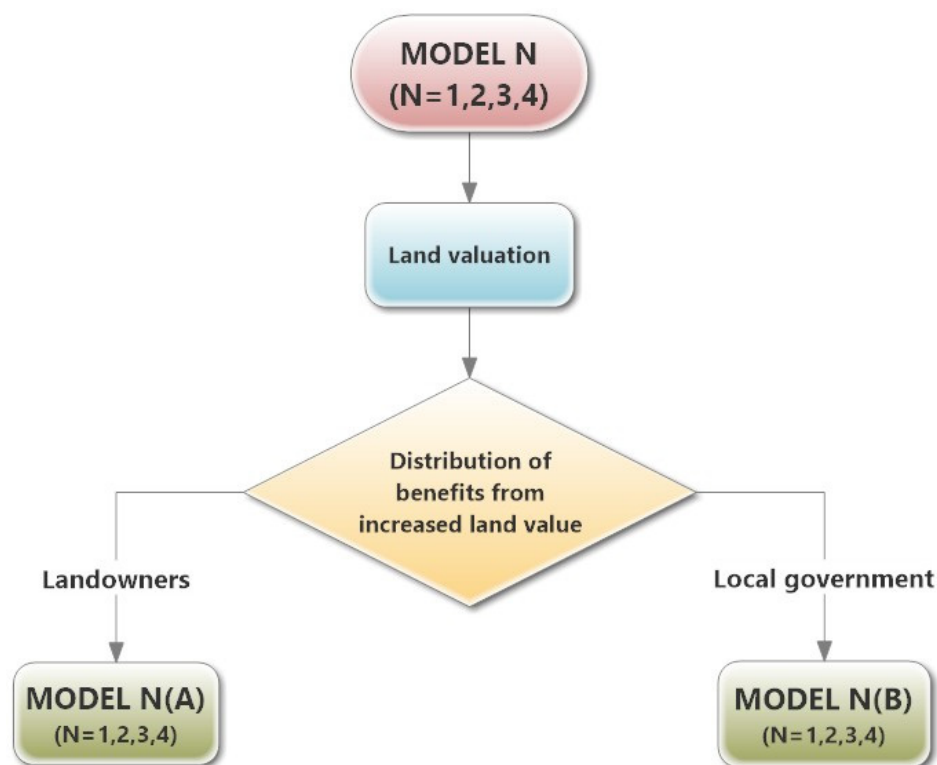 MODEL N
(N=1,2,3,4)
Land valuation
Distribution of
benefits from
increased land value
Landowners
Local government
MODEL N(A)
(N=1,2,3,4)
MODEL N(B)
(N=1,2,3,4)